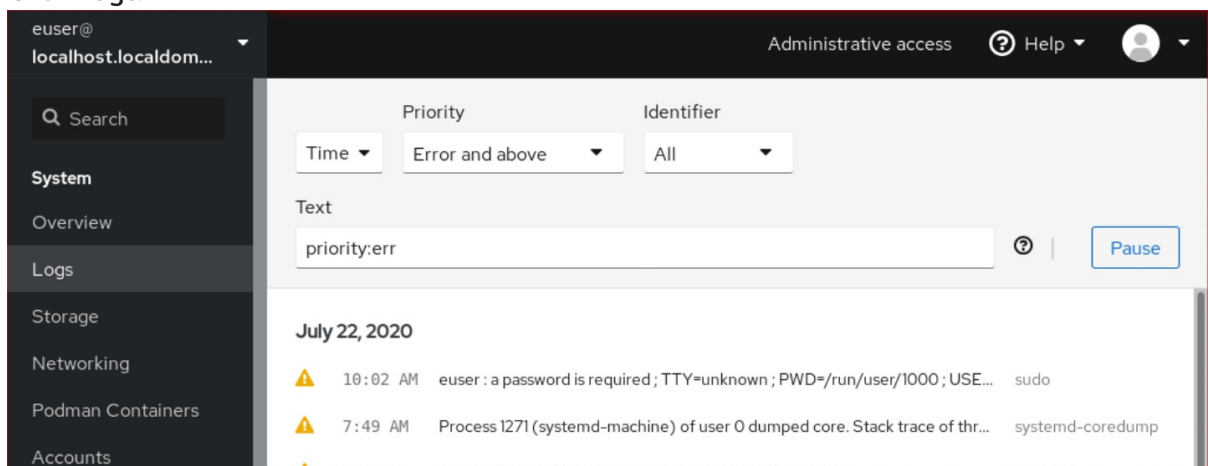 euser@
localhost.localdom...
Administrative access
Help
Search
System
Overview
Logs
Storage
Networking
Podman Containers
Accounts
Priority
Identifier
Time
Error and above
All
Text
priority:err
Pause
July 22, 2020
10:02 AM euser : a password is required ; TTY=unknown ; PWD=/run/user/1000 ; USE... sudo
7:49 AM Process 1271 (systemd-machine) of user 0 dumped core. Stack trace of thr... systemd-coredump